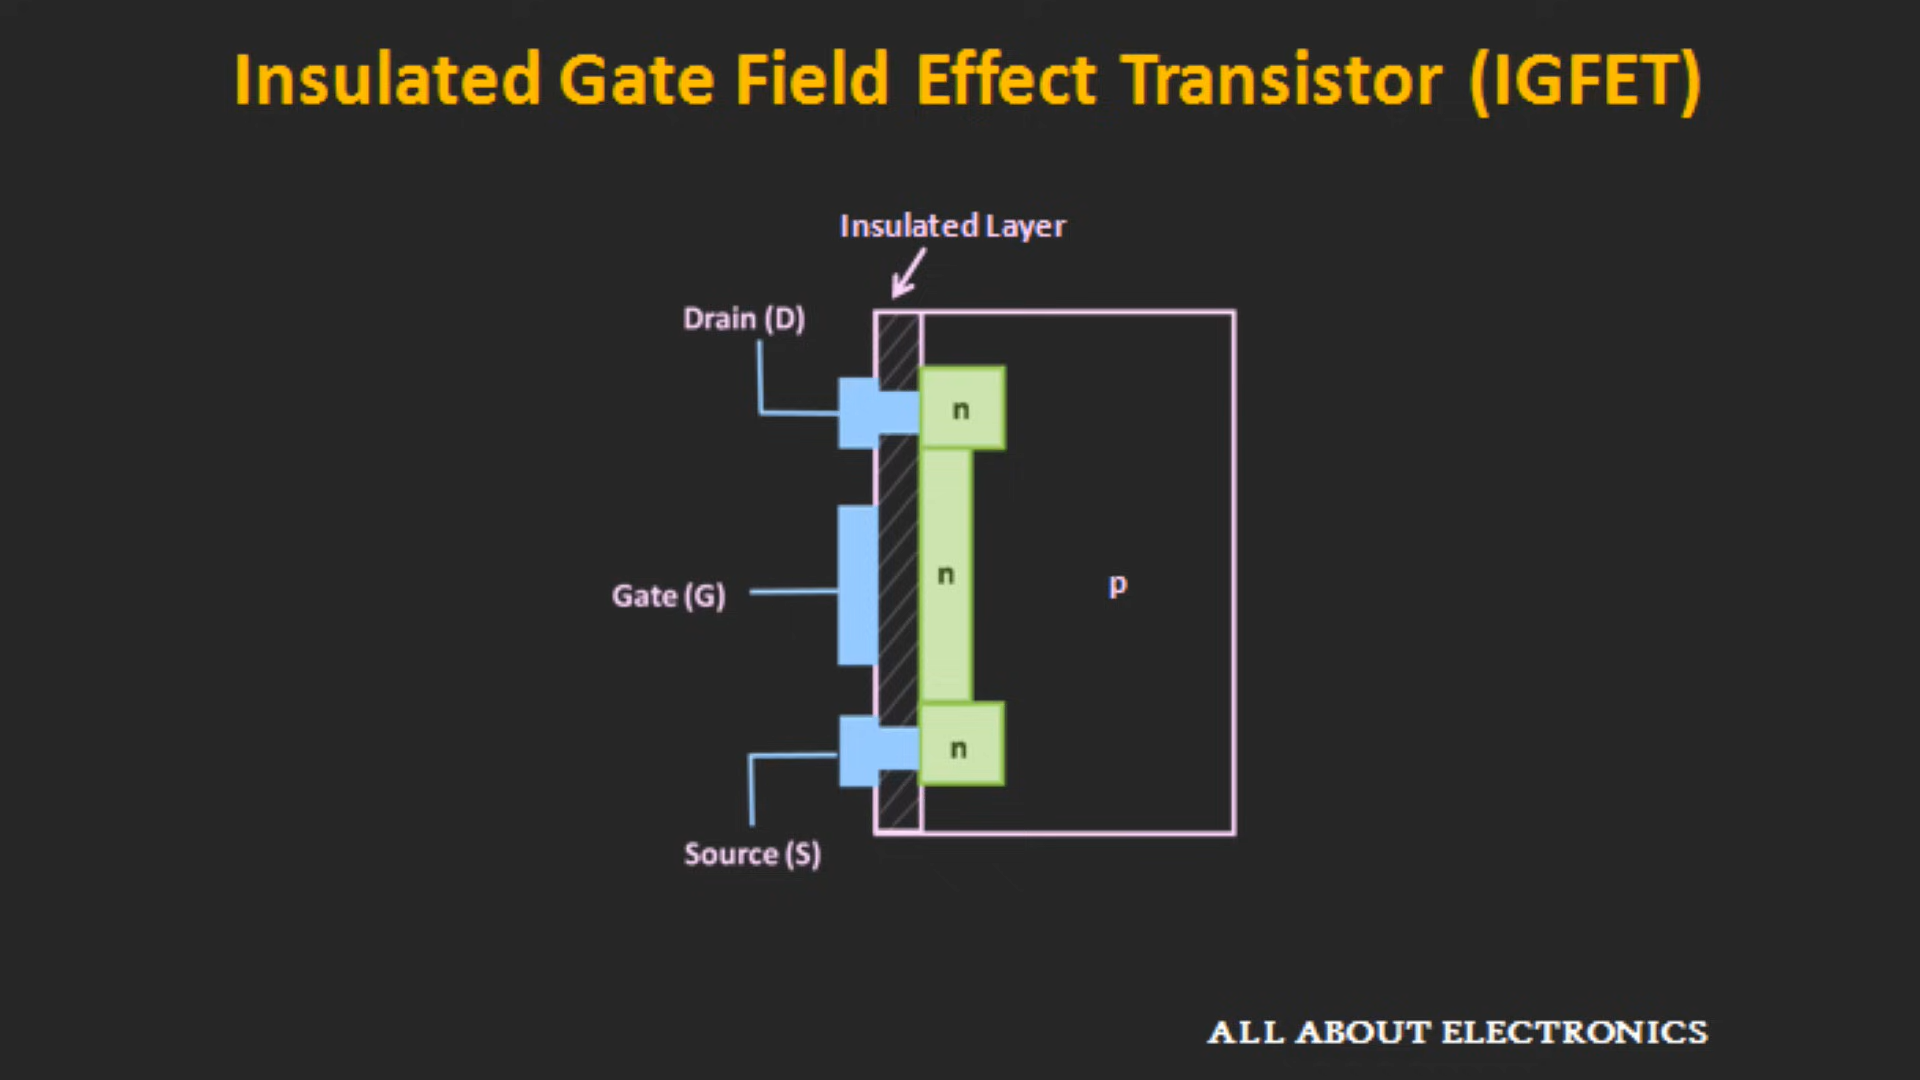 Insulated Gate Field Effect Transistor (IGFET)
Insulated Layer
Drain (D)
n
n
p
Gate (G)
n
Source (S)
ALL ABOUT ELECTRONICS